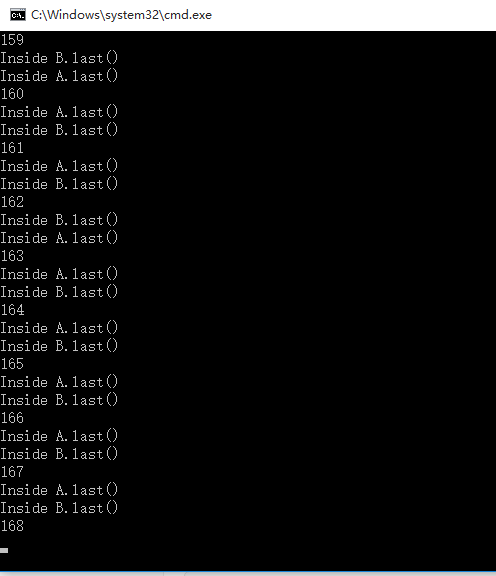 C:\Windows\system32\cmd.exe
159
Inside B.last()
Inside A.last()
160
Inside A.last()
Inside B.last()
161
Inside A.last()
Inside B.last()
162
Inside B.last()
Inside A.last()
163
Inside A.last()
Inside B.last()
164
Inside A.last()
Inside B.last()
165
Inside A.last()
Inside B.last()
166
Inside A.last()
Inside B.last()
167
Inside A.last()
Inside B.last()
168